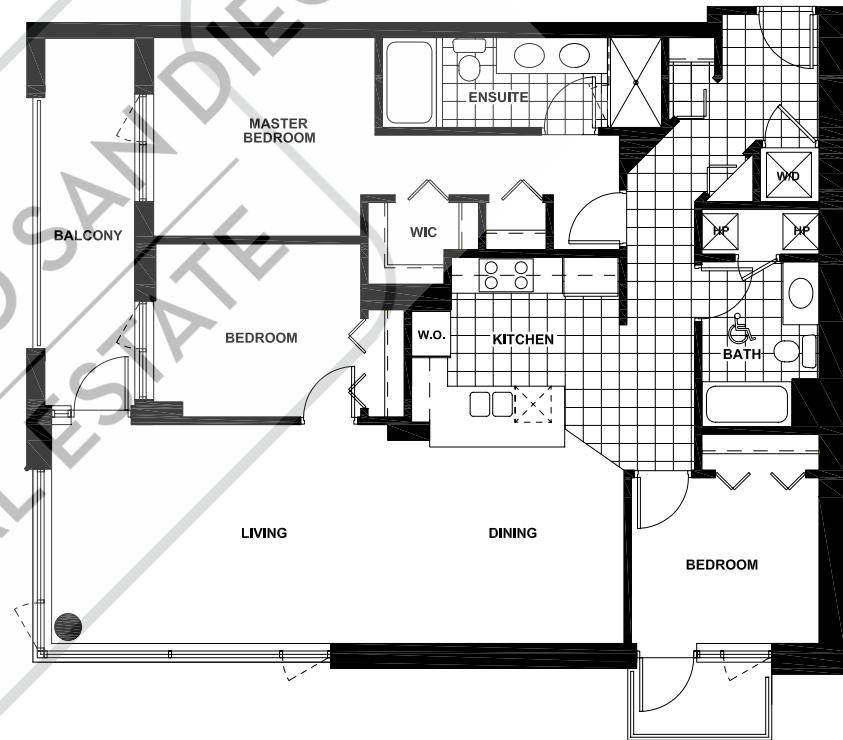 SAN DIEGO
REAL ESTATE
ENSUITE
MASTER
BEDROOM
W/D
BALCONY
WIC
HP
HP
BEDROOM
W.O.
KITCHEN
BATH
LIVING
DINING
BEDROOM